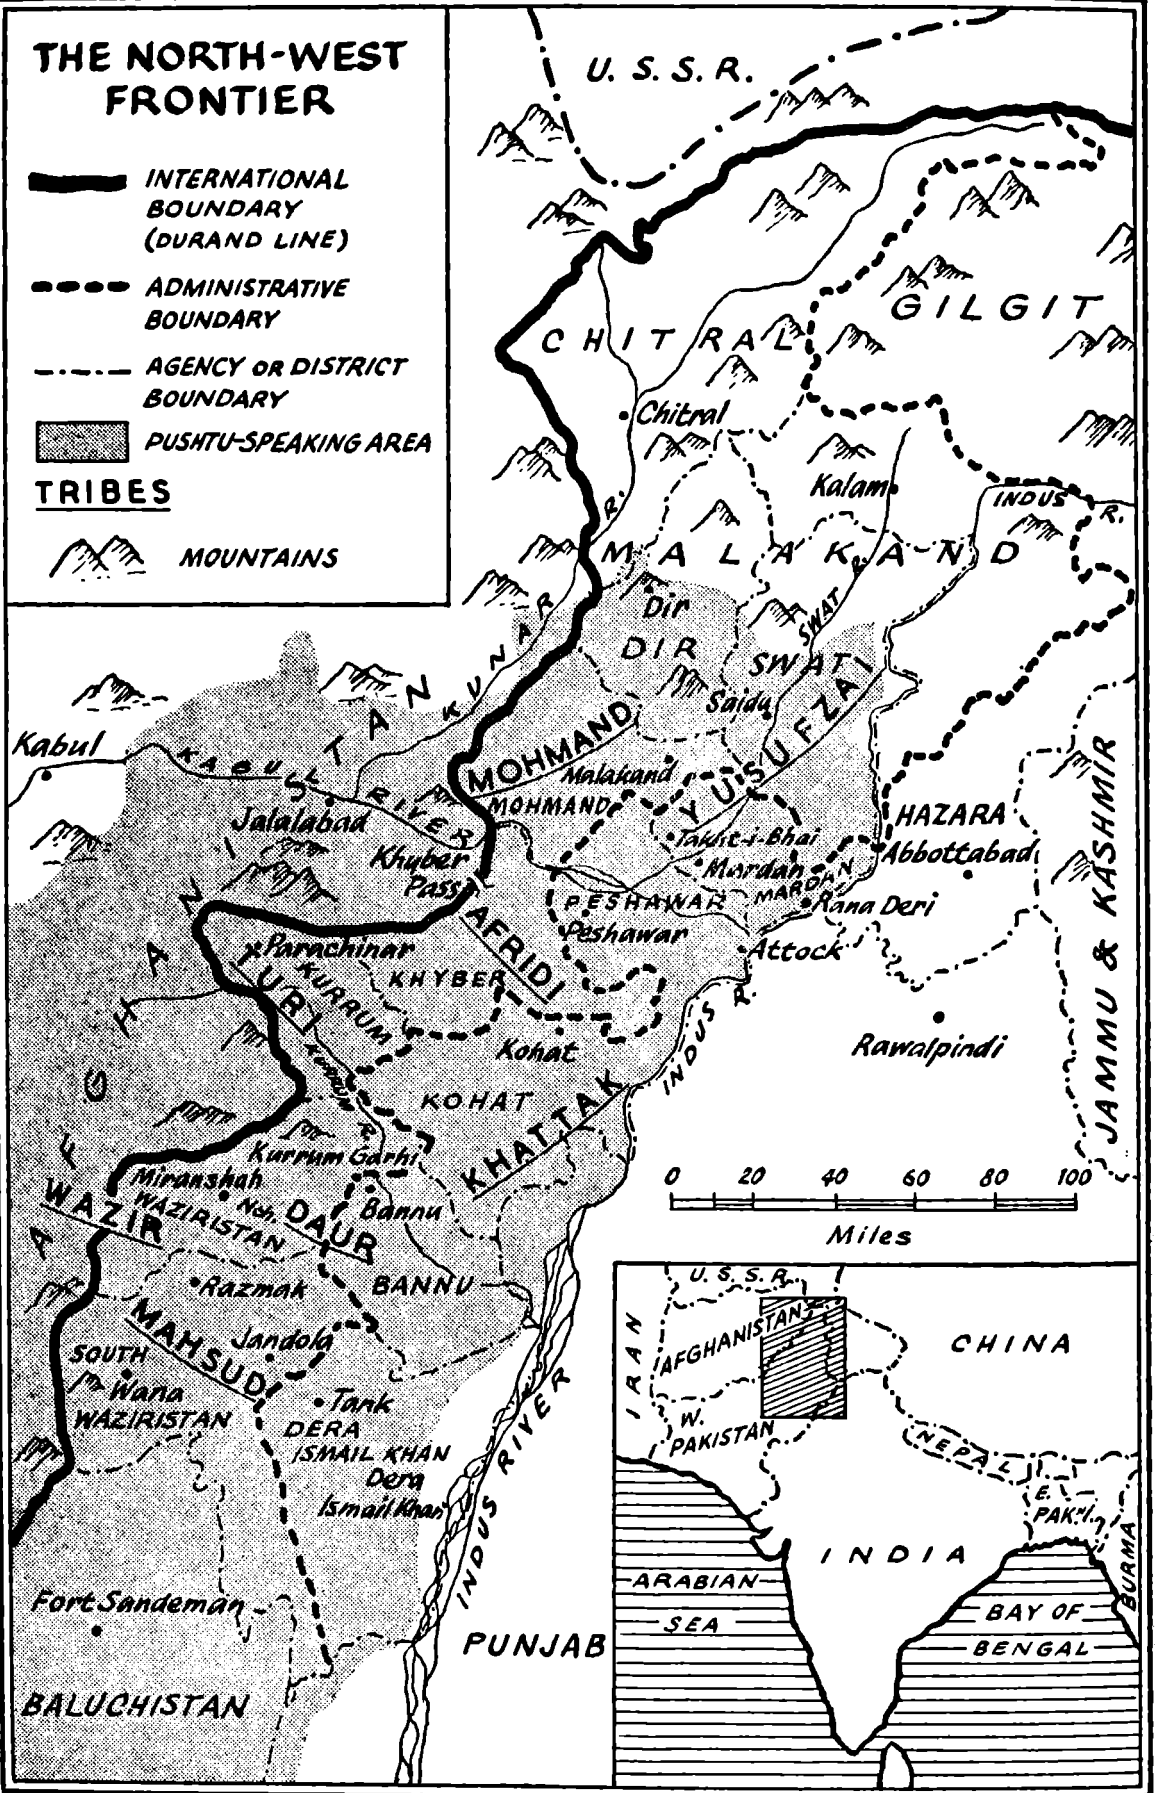 THE NORTH-WEST
FRONTIER
INTERNATIONAL
BOUNDARY
(DURAND LINE)
ADMINISTRATIVE
BOUNDARY
AGENCY OR DISTRICT
BOUNDARY
PUSHTU-SPEAKING AREA
TRIBES
MOUNTAINS
U. S. S. R.
GILGIT
CHITRAL
Chitral
Kalam
INDUS R.
MALAKAND
KUNAR R.
Dir
DIR
SWAT R.
SWAT
Saidu
YUSUFZAI
MOHMAND
Malakand
MOHMAND
Kabul
KABUL RIVER
Jalalabad
Khyber
Pass
Takht-i-Bhai
Mardan
MARDAN
HAZARA
Abbottabad
PESHAWAR
Peshawar
Rana Deri
Attock
AFRIDI
Parachinar
TURI
KURRUM
KHYBER
JAMMU & KASHMIR
AFGHANISTAN
Kohat
INDUS R.
Rawalpindi
KURRUM R.
KOHAT
KHATTAK
Kurrum Garhi
Miranshah
WAZIR
Nth.
WAZIRISTAN
DAUR
Bannu
BANNU
Razmak
MAHSUD
Jandola
SOUTH
Wana
WAZIRISTAN
Tank
DERA
ISMAIL KHAN
Dera
Ismail Khan
INDUS RIVER
Fort Sandeman
PUNJAB
BALUCHISTAN
0 20 40 60 80 100
Miles
U. S. S. R.
IRAN
AFGHANISTAN
CHINA
W.
PAKISTAN
NEPAL
E.
PAK'N.
BURMA
INDIA
ARABIAN
SEA
BAY OF
BENGAL